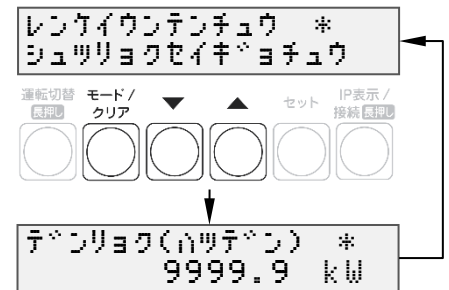 レンケイウンテンチュウ *
シュツリョクセイギョチュウ
運転切替 長押し
モード/クリア
▼
▲
セット
IP表示/接続 長押し
デンリョク(ハツデン) *
9999.9 kW